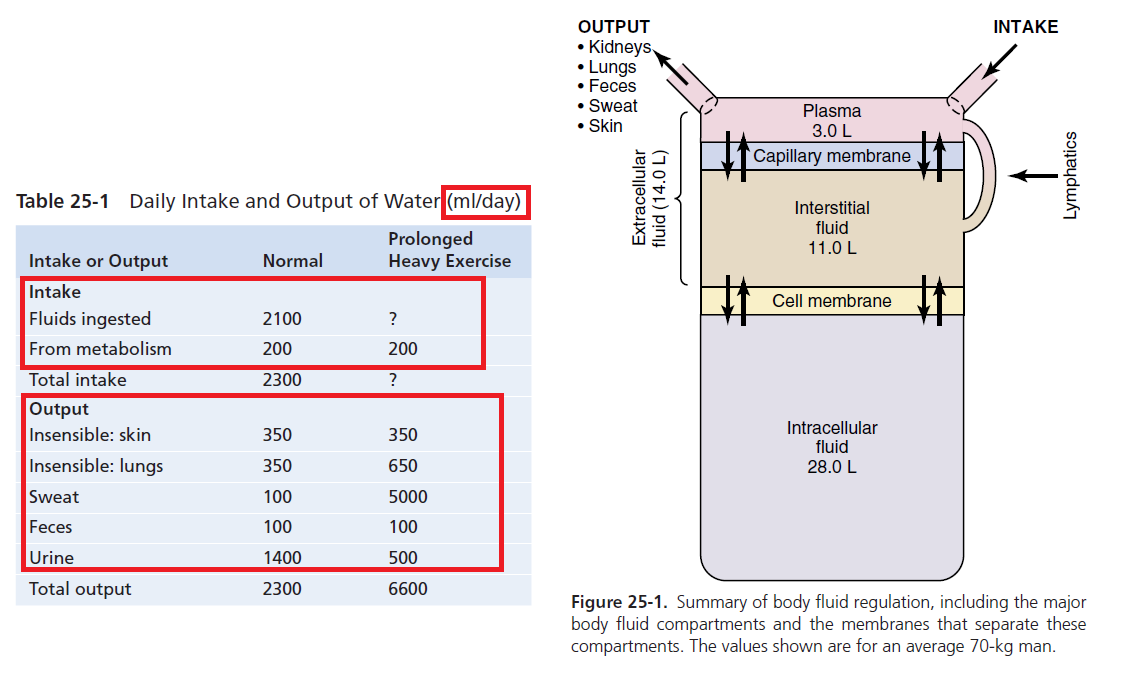 Table 25-1 Daily Intake and Output of Water (ml/day)
Intake or Output Normal Prolonged
Heavy Exercise
Intake
Fluids ingested 2100 ?
From metabolism 200 200
Total intake 2300 ?
Output
Insensible: skin 350 350
Insensible: lungs 350 650
Sweat 100 5000
Feces 100 100
Urine 1400 500
Total output 2300 6600
OUTPUT
• Kidneys
• Lungs
• Feces
• Sweat
• Skin
INTAKE
Plasma
3.0 L
Capillary membrane
Extracellular
fluid (14.0 L)
Lymphatics
Interstitial
fluid
11.0 L
Cell membrane
Intracellular
fluid
28.0 L
Figure 25-1. Summary of body fluid regulation, including the major
body fluid compartments and the membranes that separate these
compartments. The values shown are for an average 70-kg man.